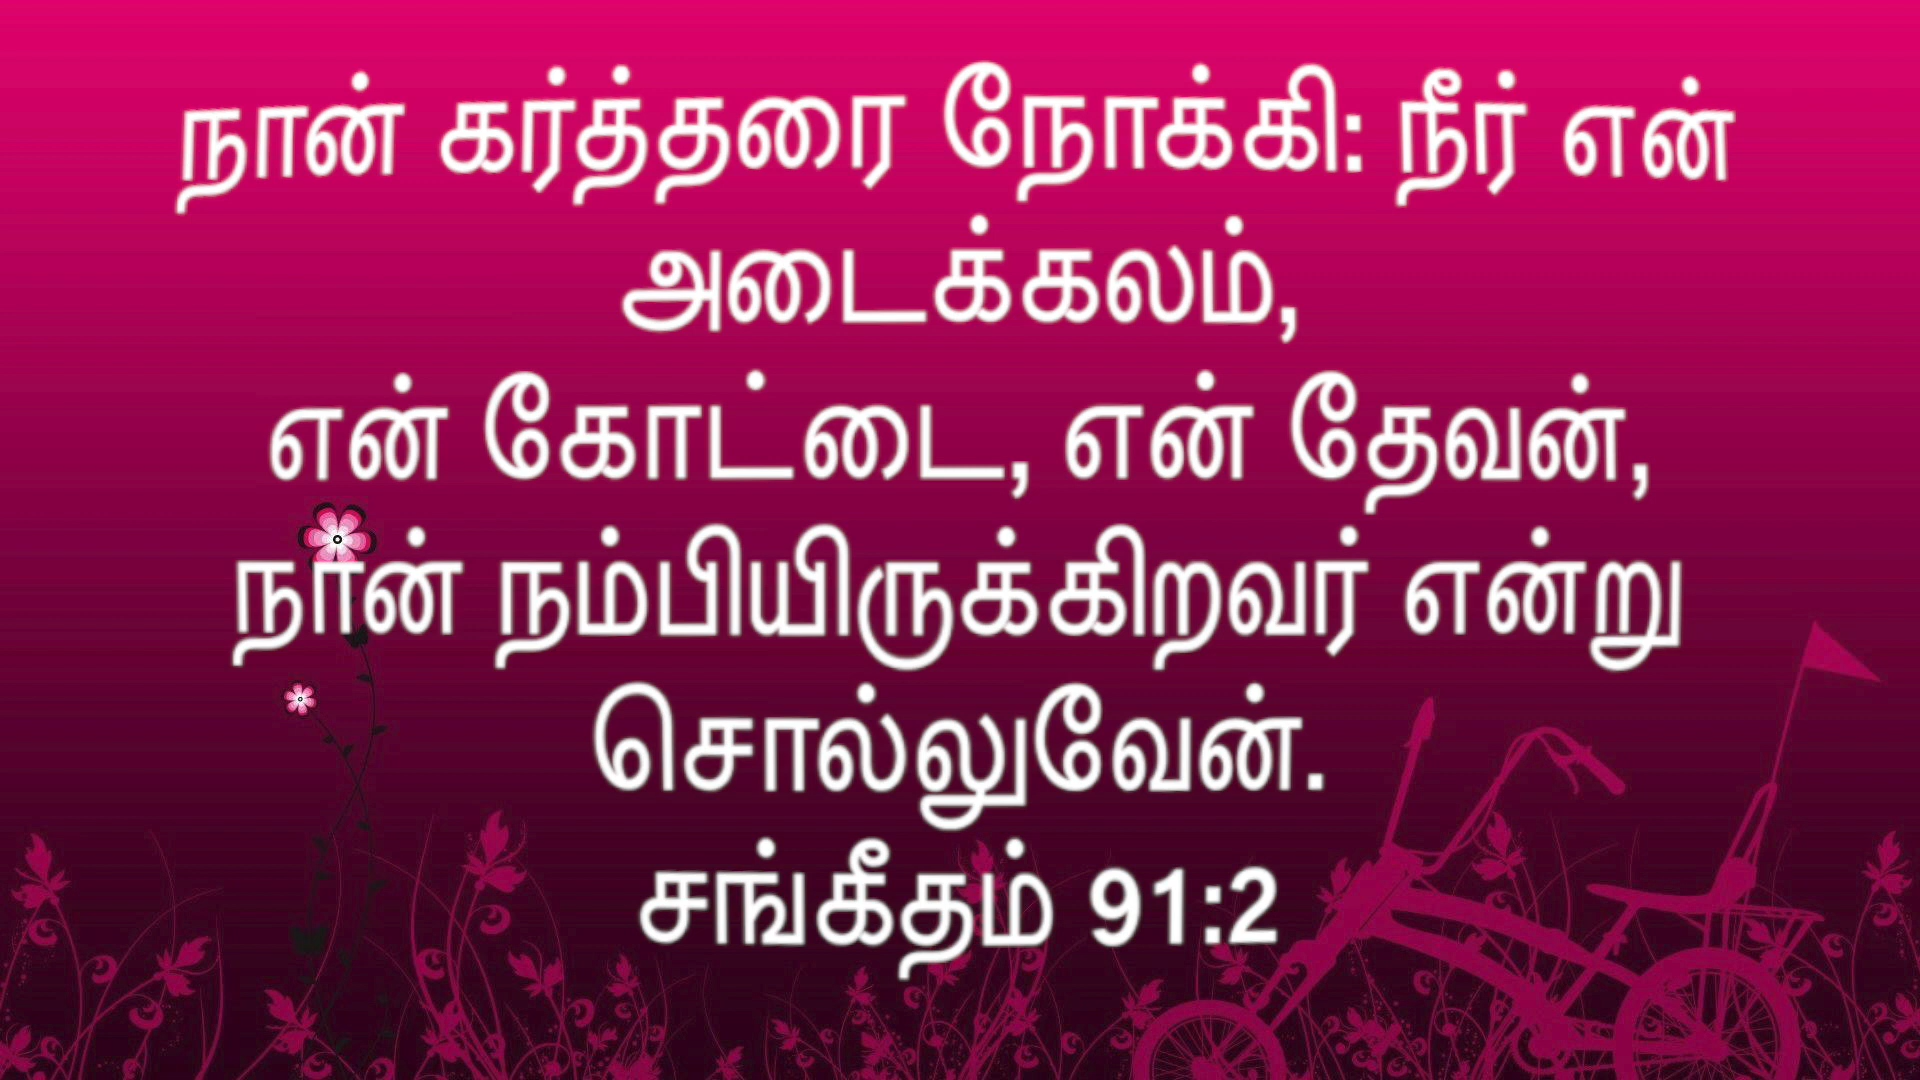 நான் கர்த்தரை நோக்கி: நீர் என்
அடைக்கலம்,
என் கோட்டை, என் தேவன்,
நான் நம்பியிருக்கிறவர் என்று
சொல்லுவேன்.
சங்கீதம் 91:2